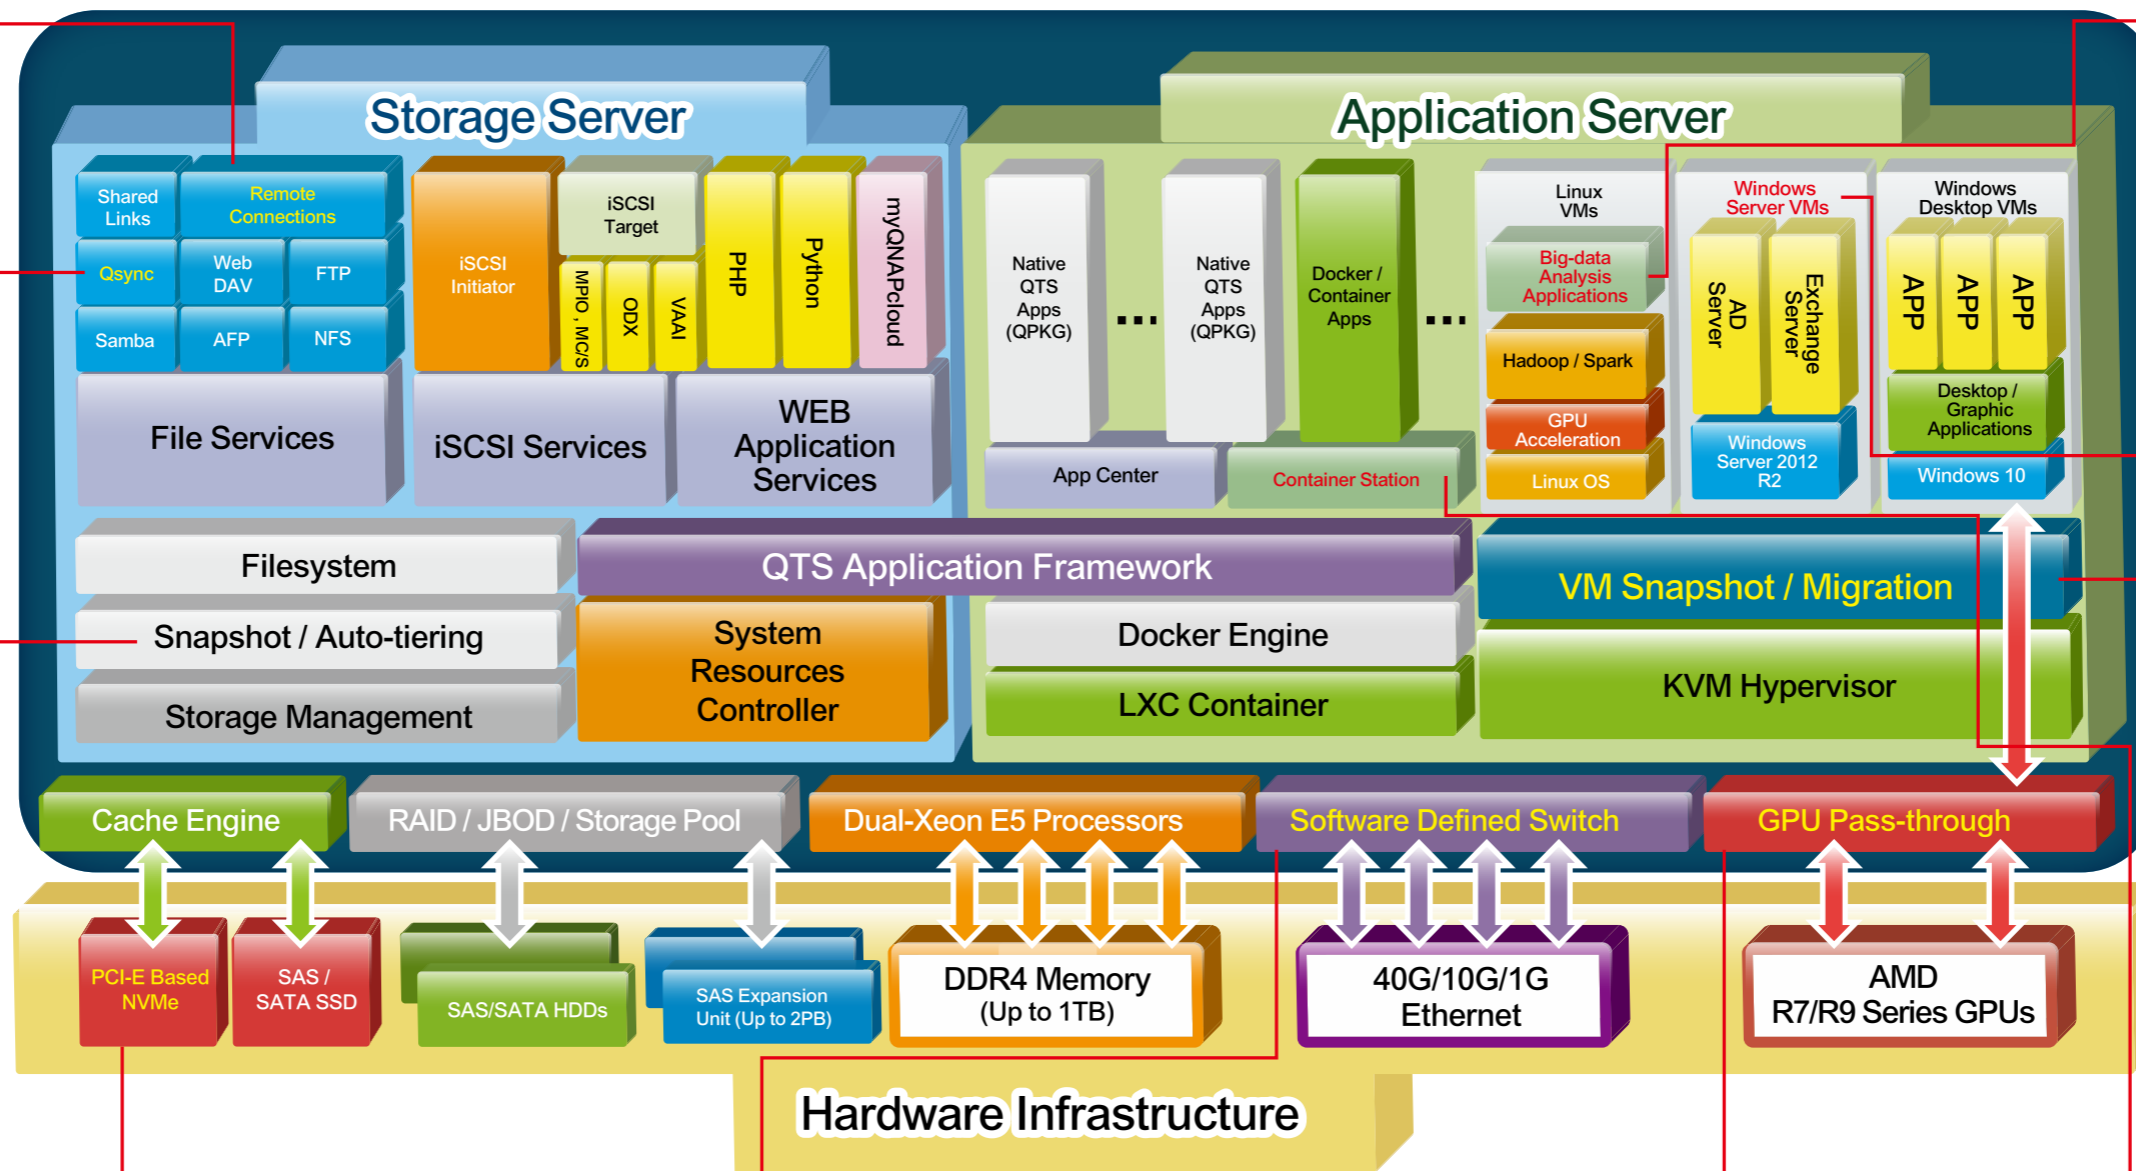 Storage Server
Application Server
Shared
Links
Remote
Connections
Qsync
Web
DAV
FTP
Samba
AFP
NFS
iSCSI
Initiator
iSCSI
Target
MPIO , MC/S
ODX
VAAI
PHP
Python
myQNAPcloud
File Services
iSCSI Services
WEB
Application
Services
Native
QTS
Apps
(QPKG)
...
Native
QTS
Apps
(QPKG)
Docker /
Container
Apps
...
App Center
Container Station
Linux
VMs
Big-data
Analysis
Applications
Hadoop / Spark
GPU
Acceleration
Linux OS
Windows
Server VMs
AD
Server
Exchange
Server
Windows
Server 2012
R2
Windows
Desktop VMs
APP
APP
APP
Desktop /
Graphic
Applications
Windows 10
Filesystem
Snapshot / Auto-tiering
Storage Management
QTS Application Framework
System
Resources
Controller
Docker Engine
LXC Container
VM Snapshot / Migration
KVM Hypervisor
Cache Engine
RAID / JBOD / Storage Pool
Dual-Xeon E5 Processors
Software Defined Switch
GPU Pass-through
PCI-E Based
NVMe
SAS /
SATA SSD
SAS/SATA HDDs
SAS Expansion
Unit (Up to 2PB)
DDR4 Memory
(Up to 1TB)
40G/10G/1G
Ethernet
AMD
R7/R9 Series GPUs
Hardware Infrastructure